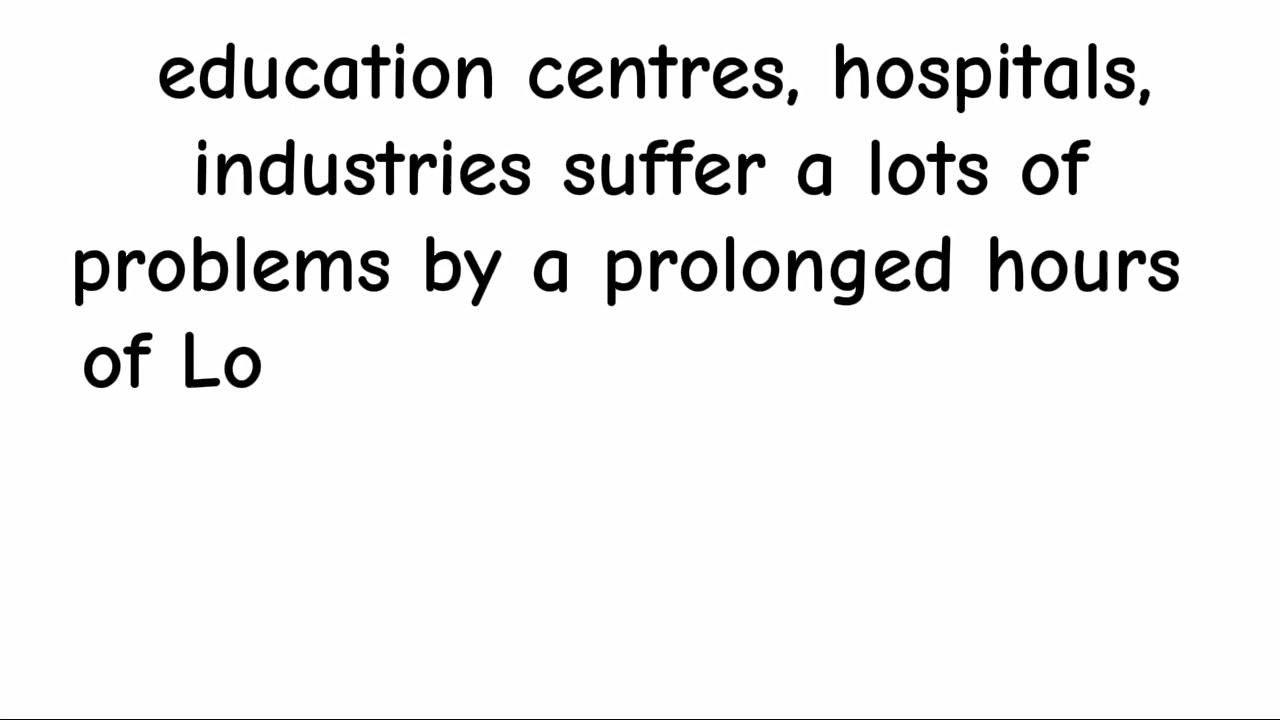 education centres, hospitals,
industries suffer a lots of
problems by a prolonged hours
of Lo